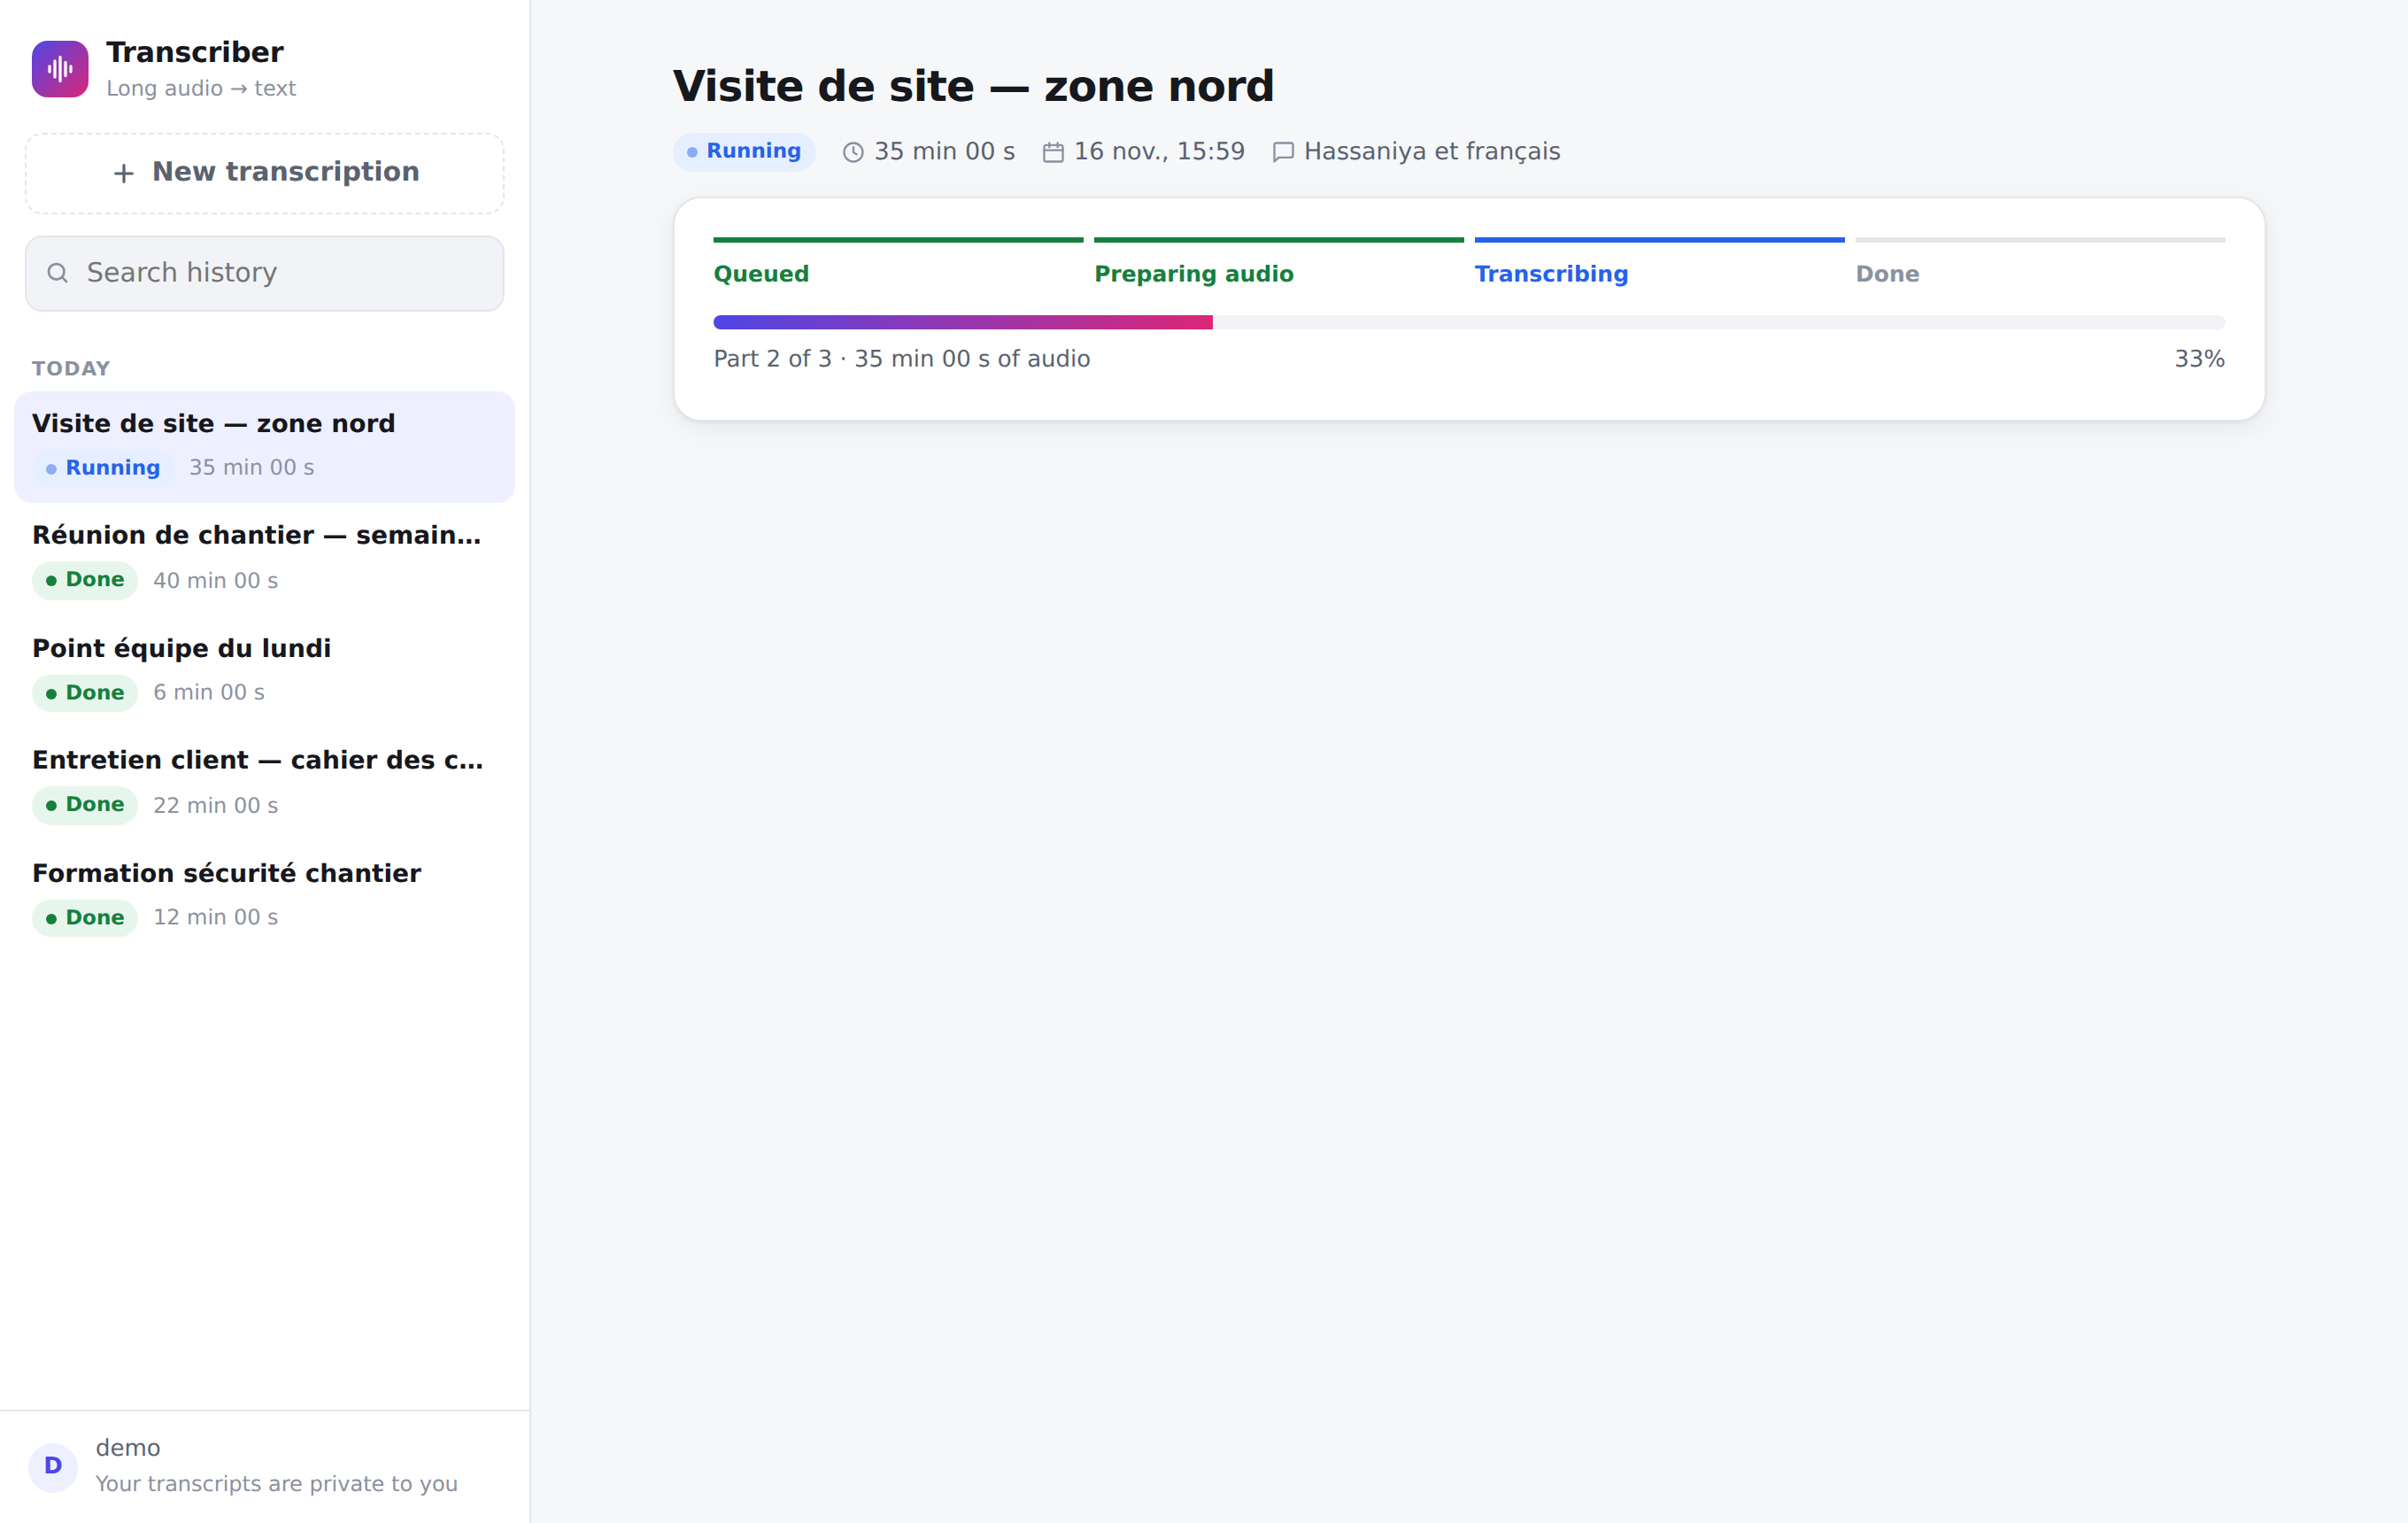 Transcriber
Long audio → text
+ New transcription
Search history
TODAY
Visite de site — zone nord
Running 35 min 00 s
Réunion de chantier — semain…
Done 40 min 00 s
Point équipe du lundi
Done 6 min 00 s
Entretien client — cahier des c…
Done 22 min 00 s
Formation sécurité chantier
Done 12 min 00 s
D
demo
Your transcripts are private to you
Visite de site — zone nord
Running 35 min 00 s 16 nov., 15:59 Hassaniya et français
Queued Preparing audio Transcribing Done
Part 2 of 3 · 35 min 00 s of audio 33%